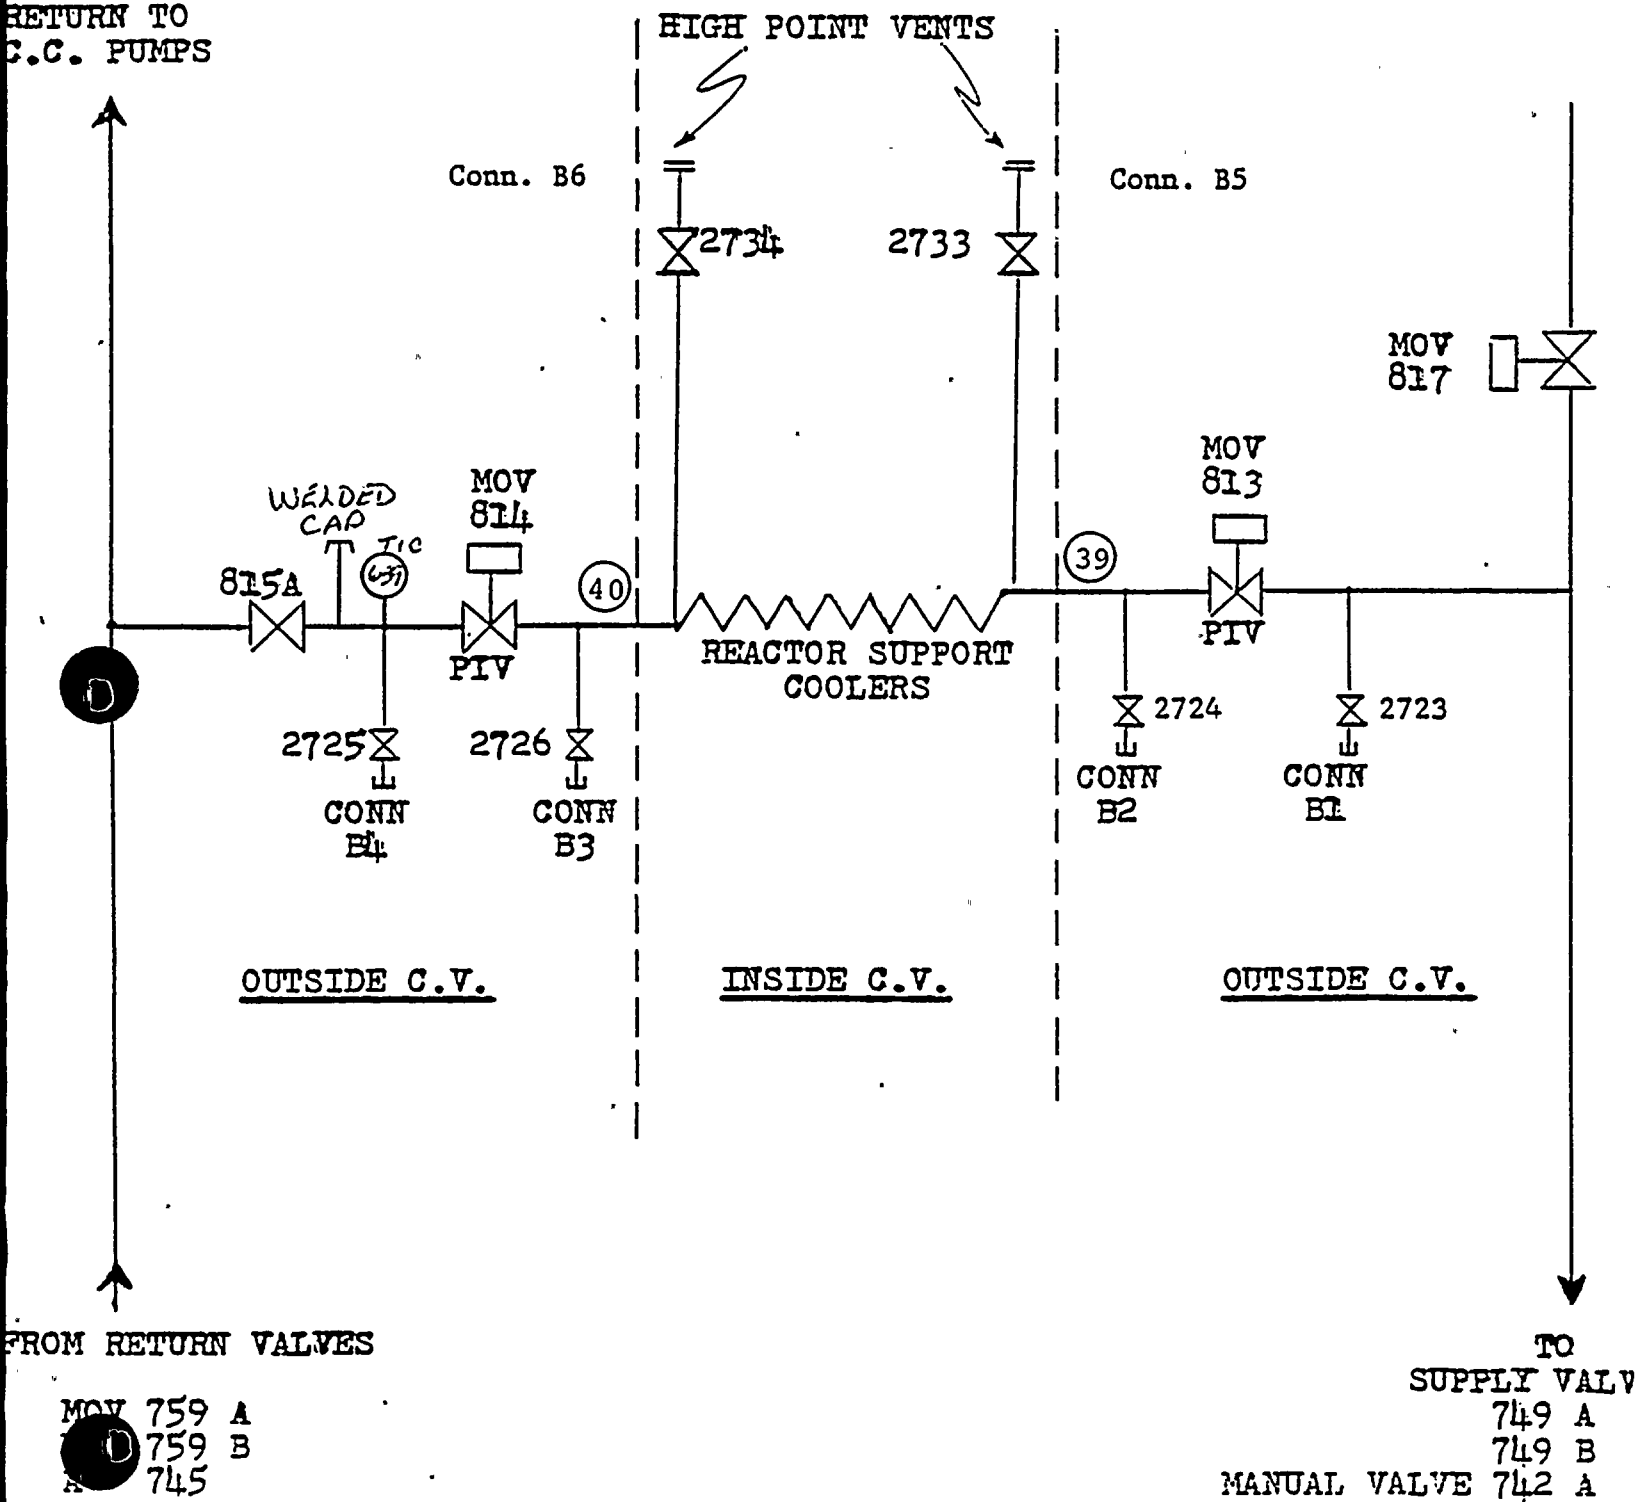 RETURN TO
C.C. PUMPS
HIGH POINT VENTS
Conn. B6
Conn. B5
2734
2733
MOV
817
MOV
813
MOV
814
WELDED
CAP
TIC
815A
40
39
PIV
PIV
REACTOR SUPPORT
COOLERS
2724
2723
2725
2726
CONN
B2
CONN
B1
CONN
B4
CONN
B3
OUTSIDE C.V.
INSIDE C.V.
OUTSIDE C.V.
FROM RETURN VALVES
MOV 759 A
759 B
745
TO
SUPPLY VALV
749 A
749 B
MANUAL VALVE 742 A